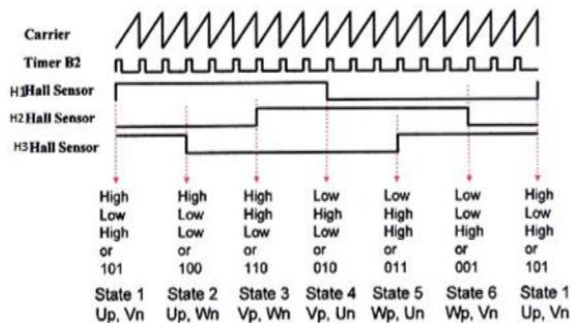 Carrier
Timer B2
H1 Hall Sensor
H2 Hall Sensor
H3 Hall Sensor
High High High Low Low Low High
Low Low High High High Low Low
High Low Low Low High High High
or or or or or or or
101 100 110 010 011 001 101
State 1 State 2 State 3 State 4 State 5 State 6 State 1
Up, Vn Up, Wn Vp, Wn Vp, Un Wp, Un Wp, Vn Up, Vn